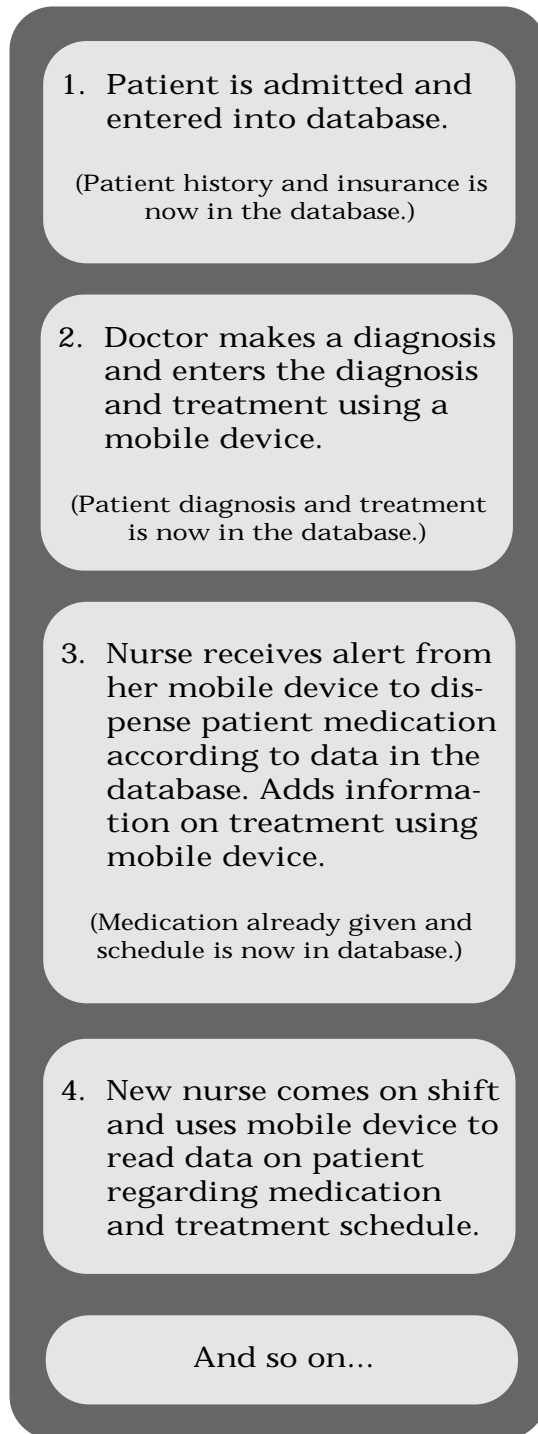 1. Patient is admitted and
entered into database.
(Patient history and insurance is
now in the database.)
2. Doctor makes a diagnosis
and enters the diagnosis
and treatment using a
mobile device.
(Patient diagnosis and treatment
is now in the database.)
3. Nurse receives alert from
her mobile device to dis-
pense patient medication
according to data in the
database. Adds informa-
tion on treatment using
mobile device.
(Medication already given and
schedule is now in database.)
4. New nurse comes on shift
and uses mobile device to
read data on patient
regarding medication
and treatment schedule.
And so on...